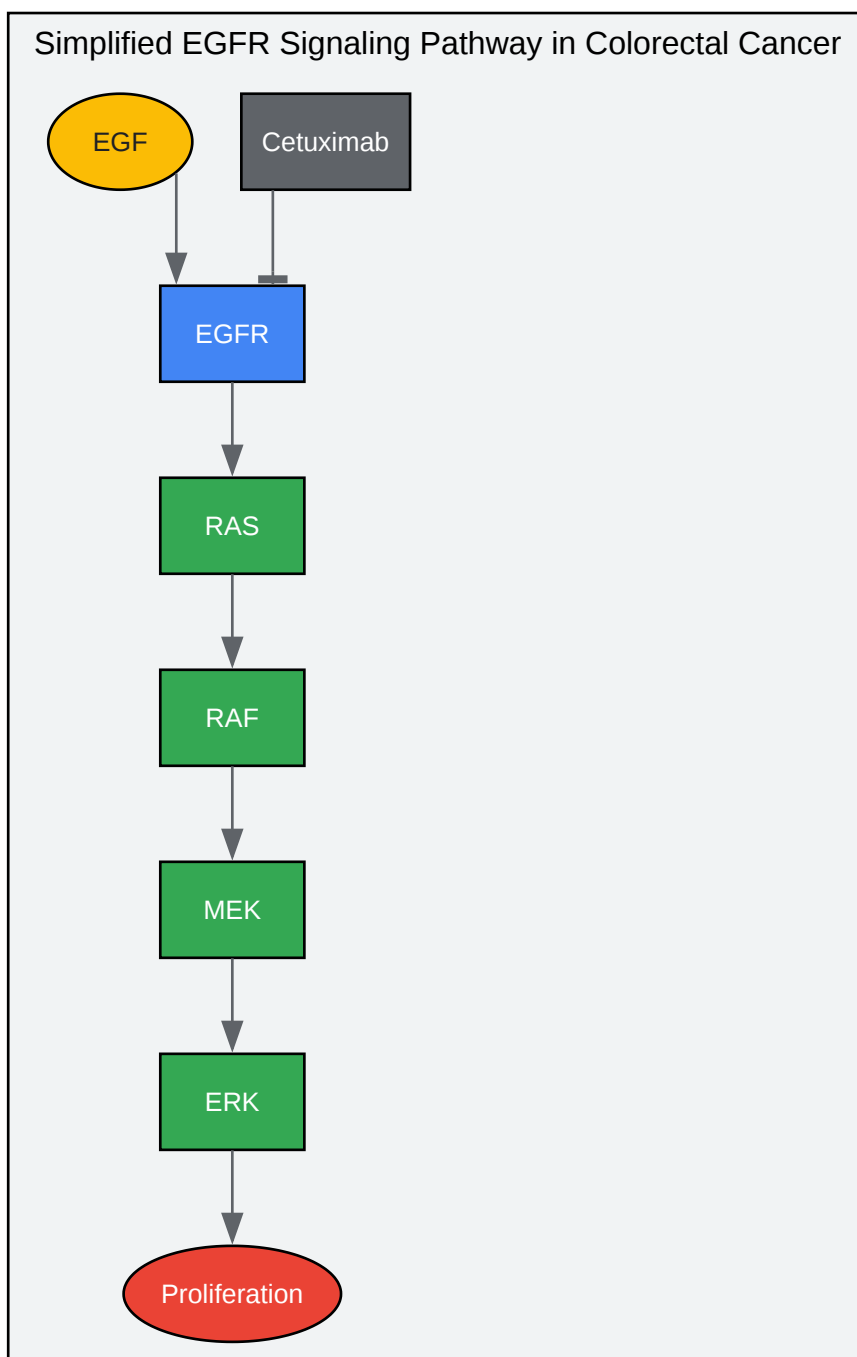 Simplified EGFR Signaling Pathway in Colorectal Cancer
EGF
Cetuximab
EGFR
RAS
RAF
MEK
ERK
Proliferation